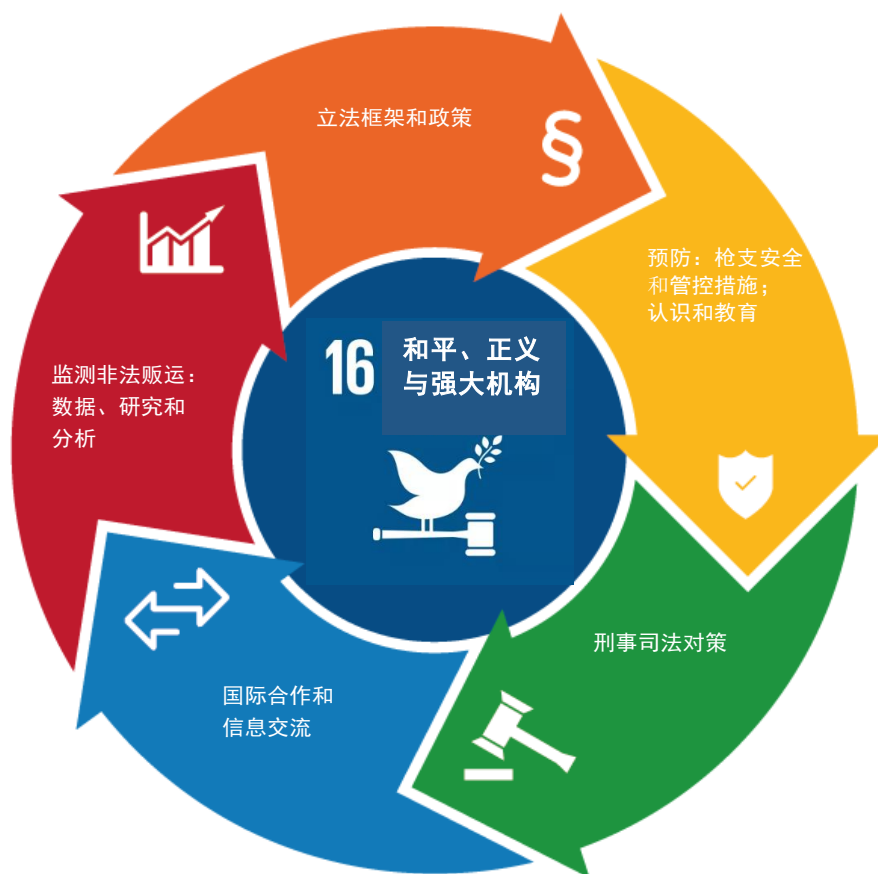 立法框架和政策
§
预防：枪支安全
和管控措施；
认识和教育
刑事司法对策
国际合作和
信息交流
监测非法贩运：
数据、研究和
分析
16
和平、正义
与强大机构